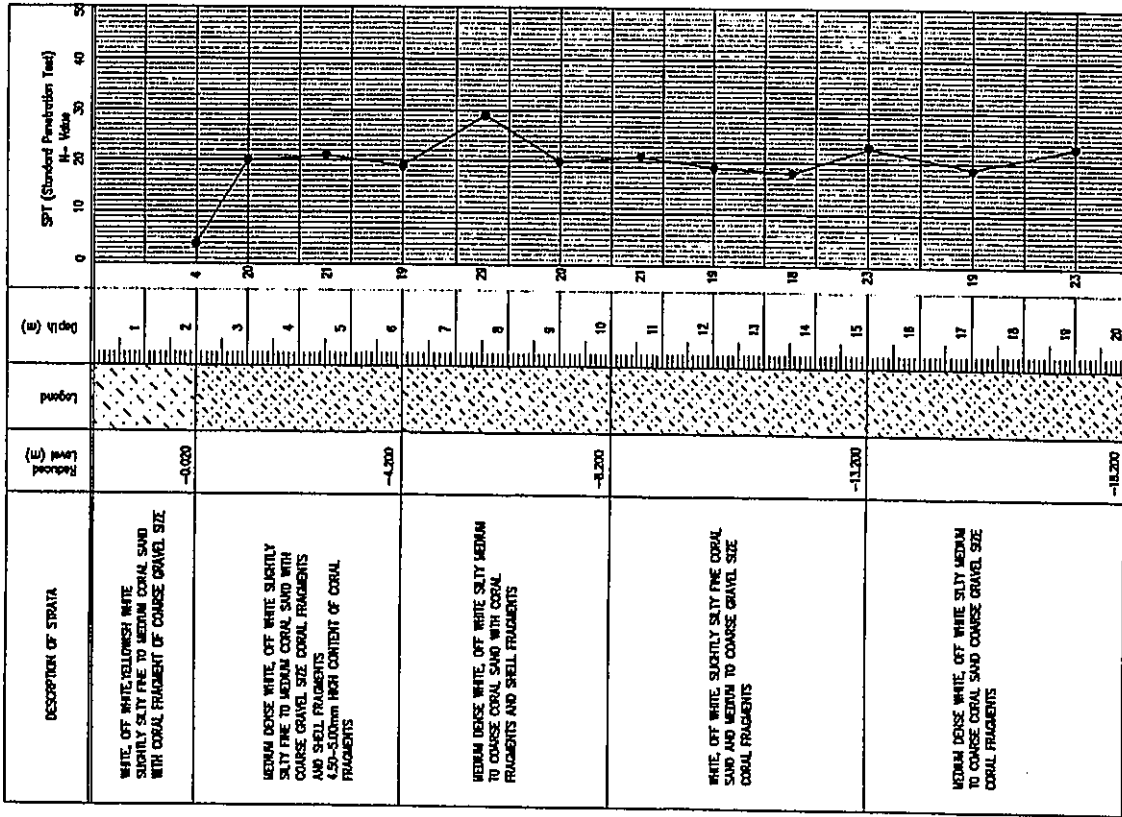 DESCRIPTION OF STRATA
Reduced
Level (m)
Legend
Depth (m)
SPT (Standard Penetration Test)
N- Value
0 10 20 30 40 50
WHITE, OFF WHITE,YELLOWISH WHITE
SLIGHTLY SILTY FINE TO MEDIUM CORAL SAND
WITH CORAL FRAGMENT OF COARSE GRAVEL SIZE
-0.020
1
2
4
MEDIUM DENSE WHITE, OFF WHITE SLIGHTLY
SILTY FINE TO MEDIUM CORAL SAND WITH
COARSE GRAVEL SIZE CORAL FRAGMENTS
AND SHELL FRAGMENTS
4.50-5.00mm HIGH CONTENT OF CORAL
FRAGMENTS
-4.200
3
4
5
6
20
21
19
MEDIUM DENSE WHITE, OFF WHITE SILTY MEDIUM
TO COARSE CORAL SAND WITH CORAL
FRAGMENTS AND SHELL FRAGMENTS
-8.200
7
8
9
10
20
WHITE, OFF WHITE, SLIGHTLY SILTY FINE CORAL
SAND AND MEDIUM TO COARSE GRAVEL SIZE
CORAL FRAGMENTS
-13.200
11
12
13
14
15
21
19
18
23
MEDIUM DENSE WHITE, OFF WHITE SILTY MEDIUM
TO COARSE CORAL SAND COARSE GRAVEL SIZE
CORAL FRAGMENTS
-18.200
16
17
18
19
20
19
23